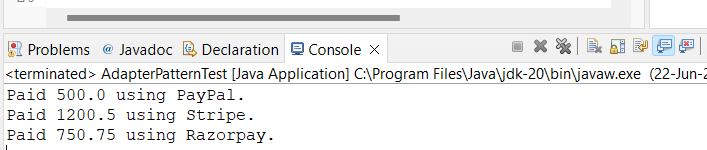 Problems @ Javadoc Declaration Console
<terminated> AdapterPatternTest [Java Application] C:\Program Files\Java\jdk-20\bin\javaw.exe (22-Jun-2
Paid 500.0 using PayPal.
Paid 1200.5 using Stripe.
Paid 750.75 using Razorpay.